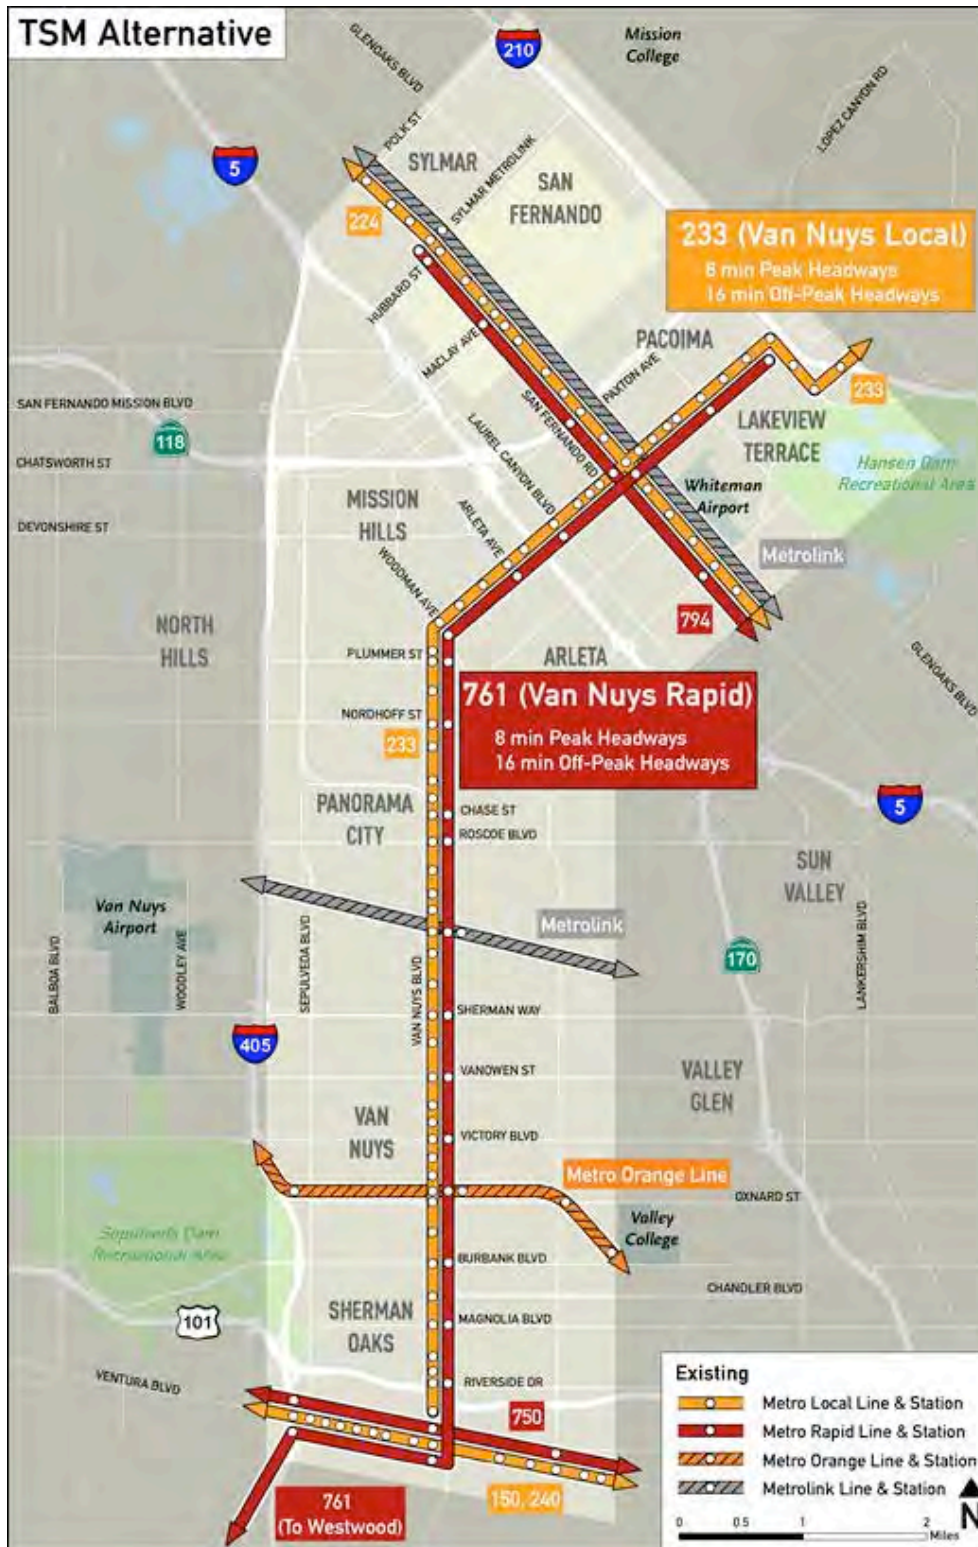 TSM Alternative
GLENOAKS BLVD
210
Mission
College
LOPEZ CANYON RD
POLK ST
5
SYLMAR
SYLMAR METROLINK
SAN
FERNANDO
224
233 (Van Nuys Local)
8 min Peak Headways
16 min Off-Peak Headways
HUBBARD ST
MACLAY AVE
PACOIMA
PAXTON AVE
233
SAN FERNANDO MISSION BLVD
118
SAN FERNANDO RD
LAUREL CANYON BLVD
LAKEVIEW
TERRACE
CHATSWORTH ST
Hansen Dam
Recreational Area
Whiteman
Airport
MISSION
HILLS
ARLETA AVE
DEVONSHIRE ST
Metrolink
WOODMAN AVE
NORTH
HILLS
794
PLUMMER ST
ARLETA
GLENOAKS BLVD
761 (Van Nuys Rapid)
8 min Peak Headways
16 min Off-Peak Headways
NORDHOFF ST
233
PANORAMA
CITY
CHASE ST
ROSCOE BLVD
5
SUN
VALLEY
Van Nuys
Airport
Metrolink
BALBOA BLVD
WOODLEY AVE
SEPULVEDA BLVD
VAN NUYS BLVD
170
LANKERSHIM BLVD
SHERMAN WAY
405
VANOWEN ST
VALLEY
GLEN
VAN
NUYS
VICTORY BLVD
Metro Orange Line
OXNARD ST
Valley
College
Sepulveda Dam
Recreational Area
BURBANK BLVD
CHANDLER BLVD
101
SHERMAN
OAKS
MAGNOLIA BLVD
VENTURA BLVD
RIVERSIDE DR
750
150, 240
761
(To Westwood)
Existing
Metro Local Line & Station
Metro Rapid Line & Station
Metro Orange Line & Station
Metrolink Line & Station
N
0 0.5 1 2
Miles